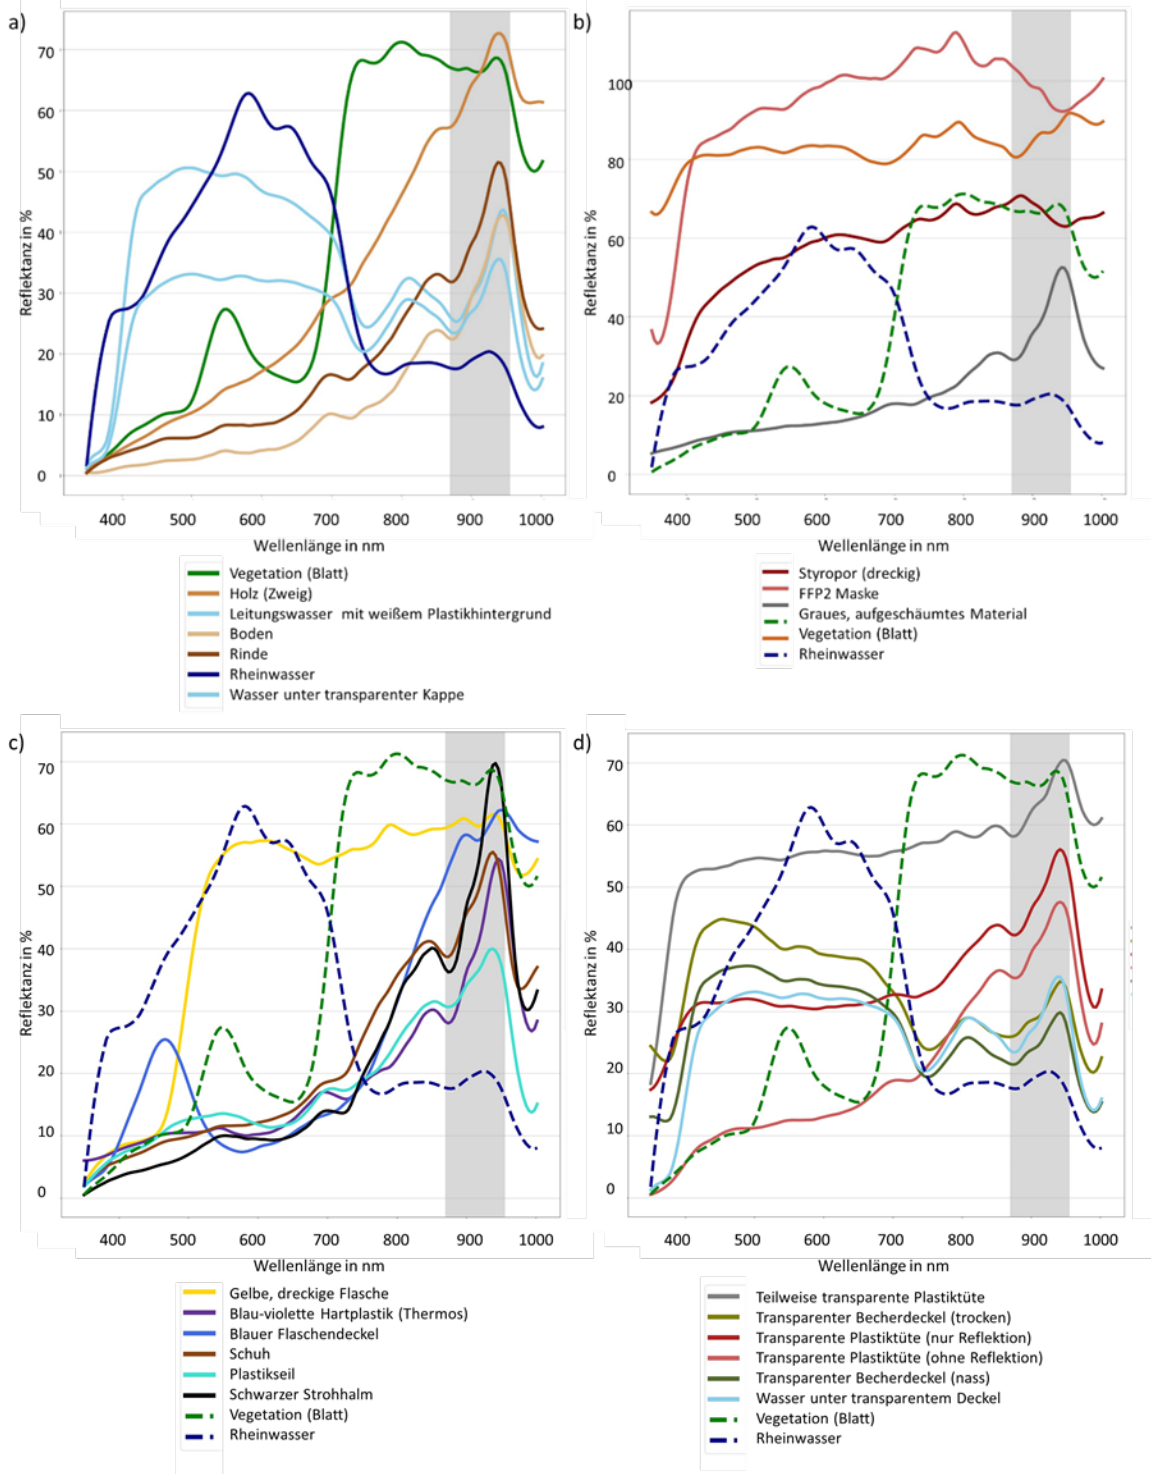 a)
Reflektanz in %
70
60
50
40
30
20
10
0
400 500 600 700 800 900 1000
Wellenlänge in nm
Vegetation (Blatt)
Holz (Zweig)
Leitungswasser mit weißem Plastikhintergrund
Boden
Rinde
Rheinwasser
Wasser unter transparenter Kappe
b)
Reflektanz in %
100
80
60
40
20
0
400 500 600 700 800 900 1000
Wellenlänge in nm
Styropor (dreckig)
FFP2 Maske
Graues, aufgeschäumtes Material
Vegetation (Blatt)
Rheinwasser
c)
Reflektanz in %
70
60
50
40
30
20
10
0
400 500 600 700 800 900 1000
Wellenlänge in nm
Gelbe, dreckige Flasche
Blau-violette Hartplastik (Thermos)
Blauer Flaschendeckel
Schuh
Plastikseil
Schwarzer Strohhalm
Vegetation (Blatt)
Rheinwasser
d)
Reflektanz in %
70
60
50
40
30
20
10
0
400 500 600 700 800 900 1000
Wellenlänge in nm
Teilweise transparente Plastiktüte
Transparenter Becherdeckel (trocken)
Transparente Plastiktüte (nur Reflektion)
Transparente Plastiktüte (ohne Reflektion)
Transparenter Becherdeckel (nass)
Wasser unter transparentem Deckel
Vegetation (Blatt)
Rheinwasser